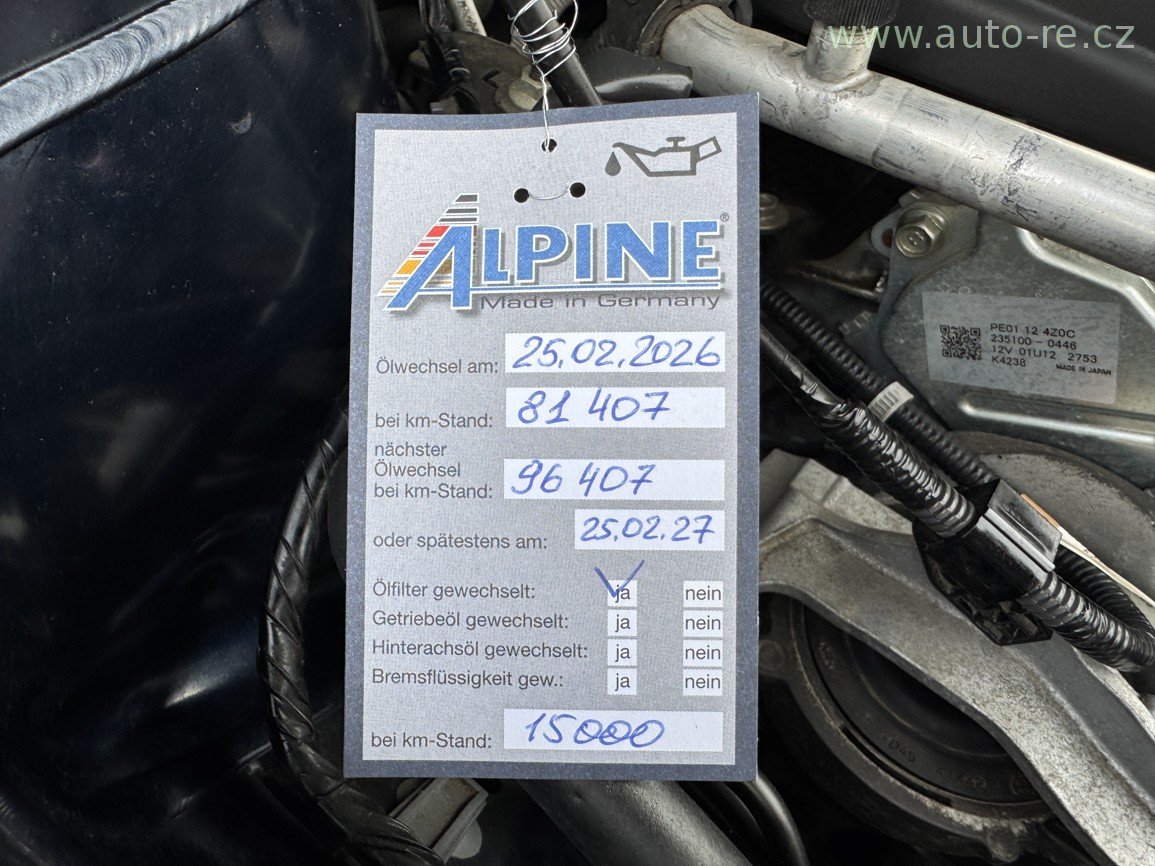 www.auto-re.cz
ALPINE®
Made in Germany
Ölwechsel am: 25.02.2026
bei km-Stand: 81 407
nächster
Ölwechsel
bei km-Stand: 96 407
oder spätestens am: 25.02.27
Ölfilter gewechselt: ja nein
Getriebeöl gewechselt: ja nein
Hinterachsöl gewechselt: ja nein
Bremsflüssigkeit gew.: ja nein
bei km-Stand: 15000
PE01 12 4Z0C
235100-0446
12V 01U12 2753
K4238 MADE IN JAPAN